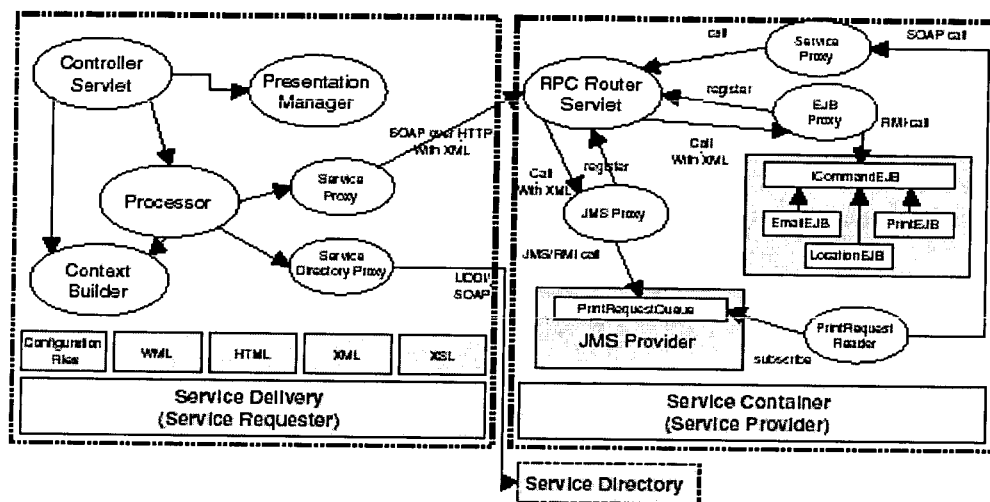 Controller
Servlet
Presentation
Manager
Processor
Service
Proxy
Service
Directory Proxy
Context
Builder
SOAP over HTTP
With XML
UDDI/
SOAP
Configuration
Files
WML
HTML
XML
XSL
Service Delivery
(Service Requester)
call
Service
Proxy
SOAP call
RPC Router
Servlet
register
EJB
Proxy
RMI call
Call
With XML
register
Call
With XML
JMS Proxy
ICommandEJB
EmailEJB
PrintEJB
LocationEJB
JMS/RMI call
PrintRequestQueue
JMS Provider
PrintRequest
Reader
subscribe
Service Container
(Service Provider)
Service Directory